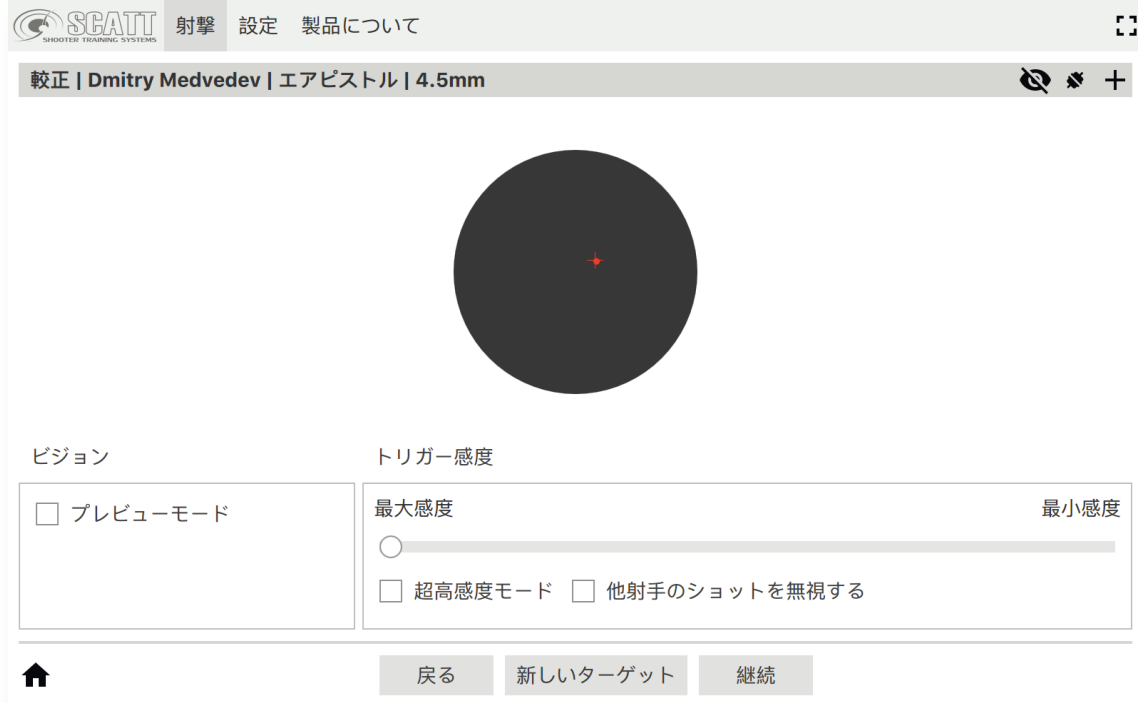 SCATT 射撃 設定 製品について
SHOOTER TRAINING SYSTEMS
較正 | Dmitry Medvedev | エアピストル | 4.5mm
ビジョン
プレビューモード
トリガー感度
最大感度 最小感度
超高感度モード 他射手のショットを無視する
戻る 新しいターゲット 継続